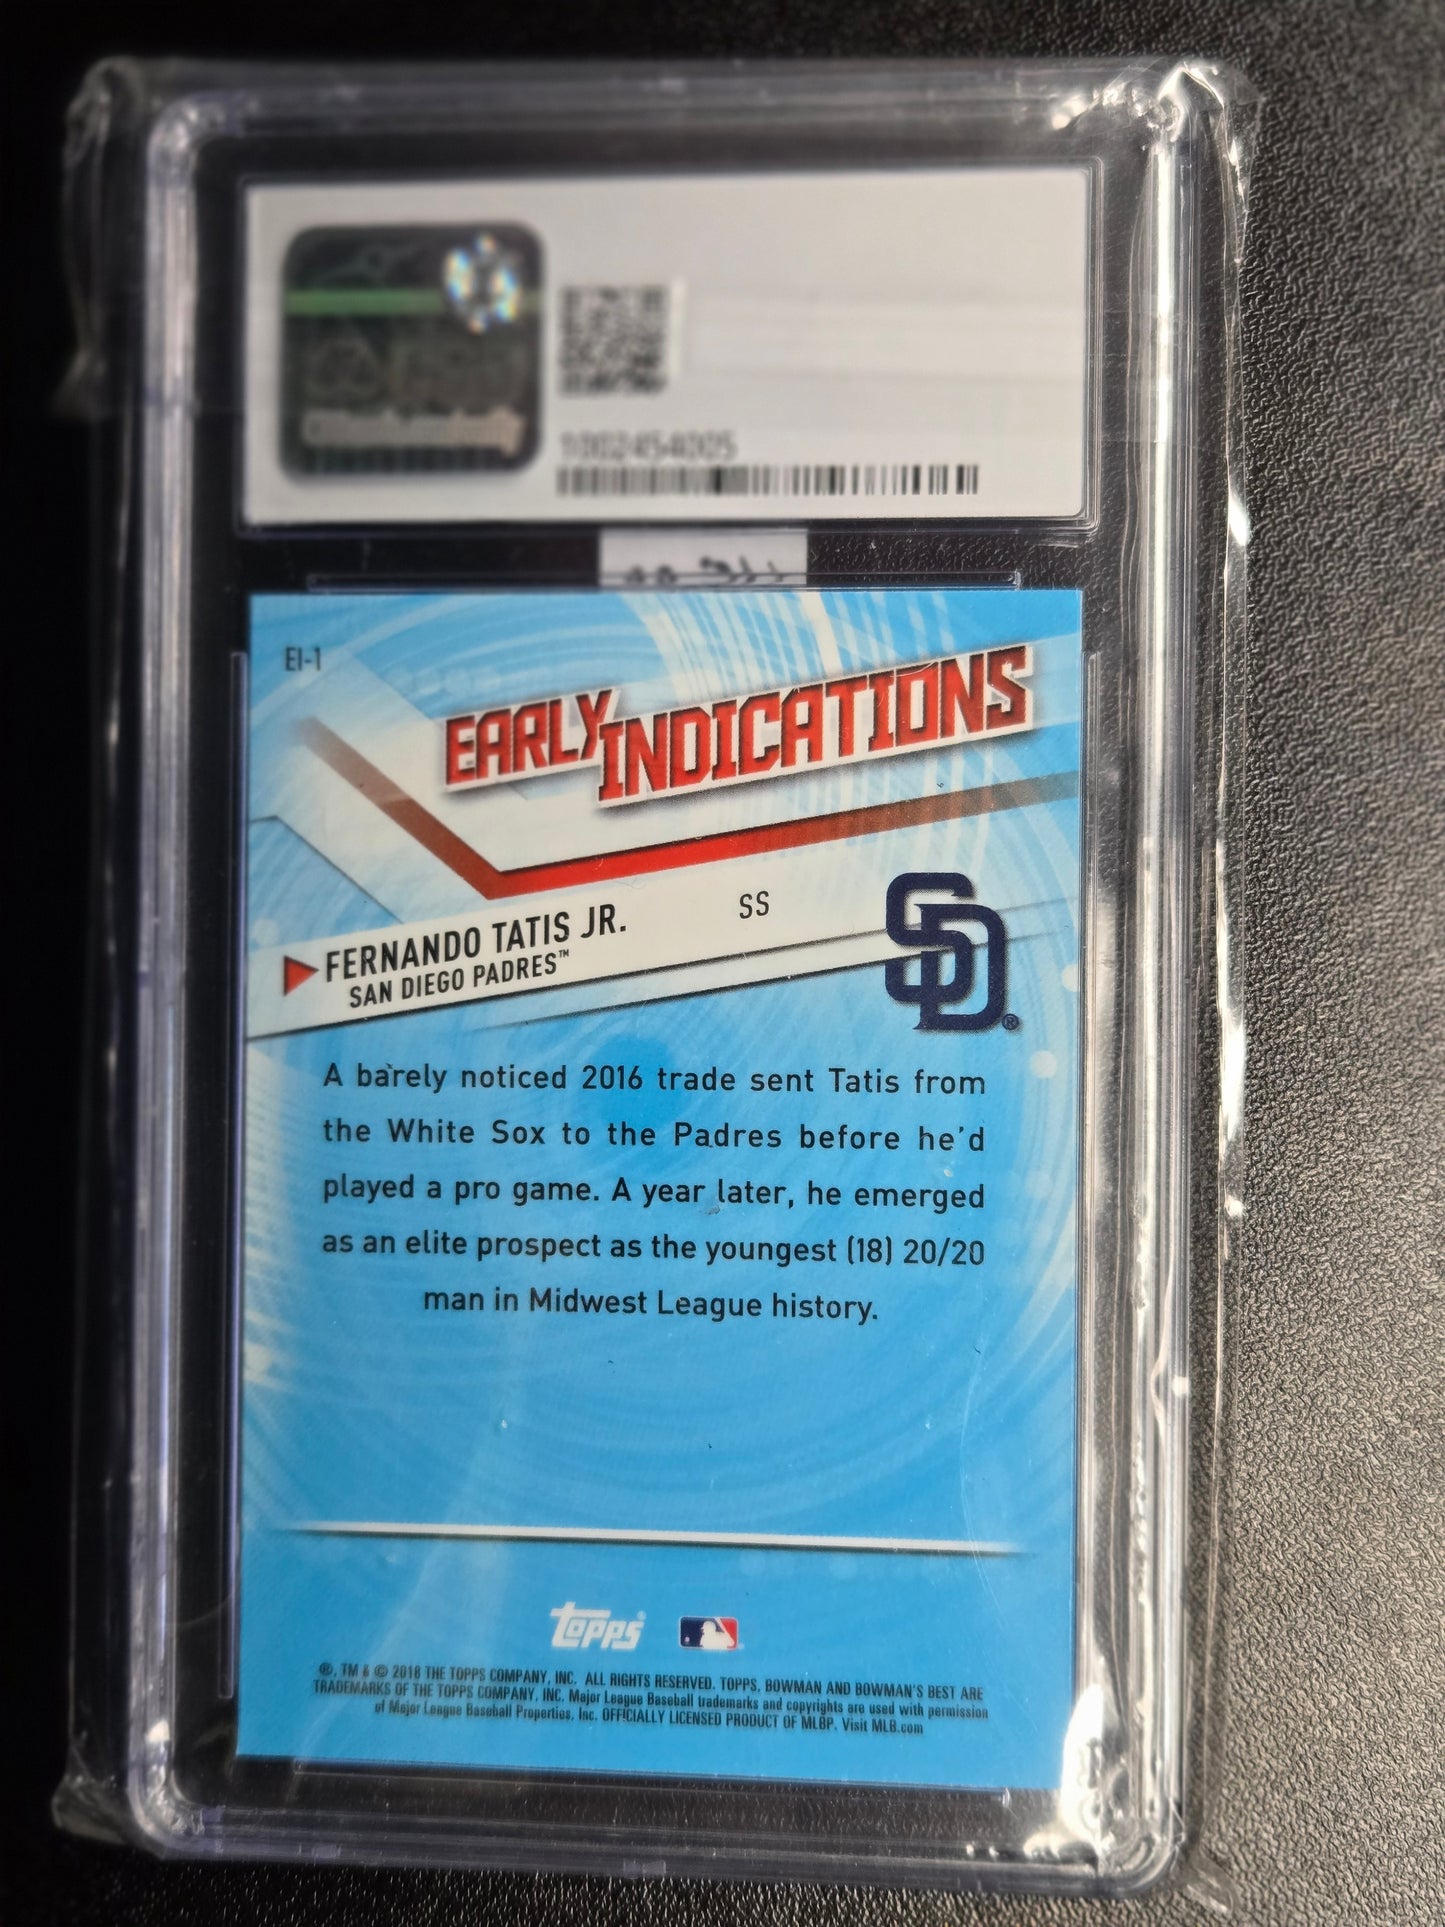 1002454005
EI-1
EARLY INDICATIONS
FERNANDO TATIS JR.
SS
SAN DIEGO PADRES™
SD®
A barely noticed 2016 trade sent Tatis from
the White Sox to the Padres before he'd
played a pro game. A year later, he emerged
as an elite prospect as the youngest (18) 20/20
man in Midwest League history.
topps®
®, TM & © 2018 THE TOPPS COMPANY, INC. ALL RIGHTS RESERVED. TOPPS, BOWMAN AND BOWMAN'S BEST ARE
TRADEMARKS OF THE TOPPS COMPANY, INC. Major League Baseball trademarks and copyrights are used with permission
of Major League Baseball Properties, Inc. OFFICIALLY LICENSED PRODUCT OF MLBP. Visit MLB.com